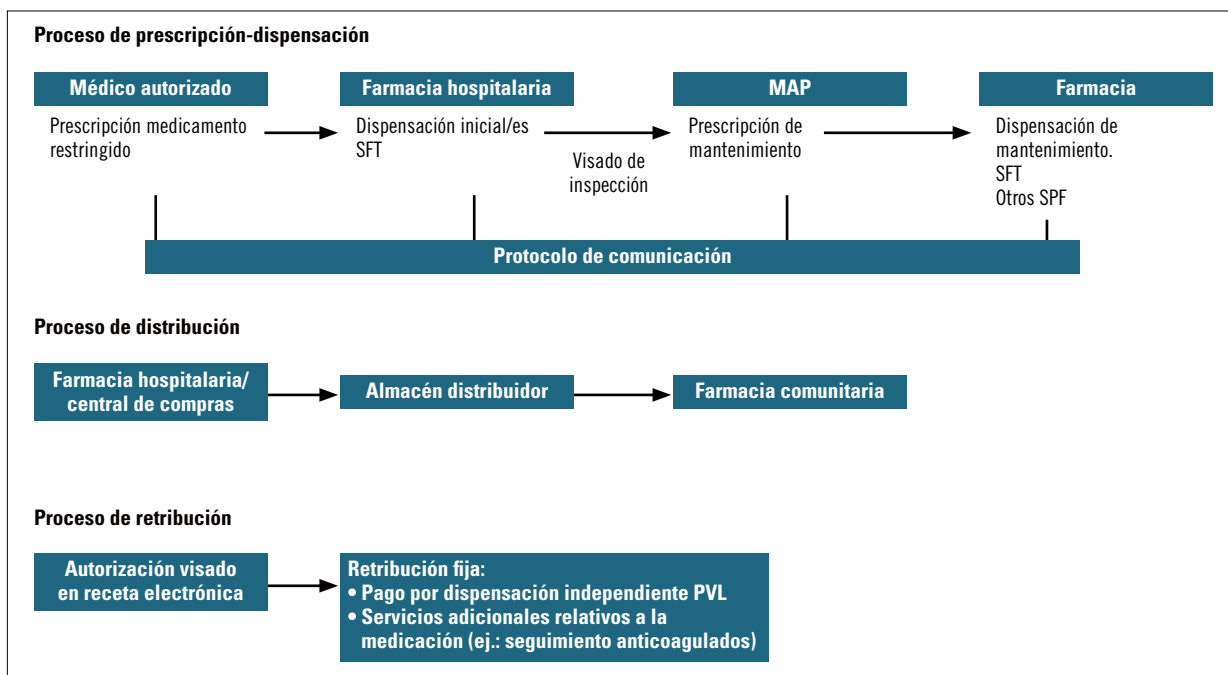 Proceso de prescripción-dispensación
Médico autorizado
Prescripción medicamento
restringido
Farmacia hospitalaria
Dispensación inicial/es
SFT
Visado de
inspección
MAP
Prescripción de
mantenimiento
Farmacia
Dispensación de
mantenimiento.
SFT
Otros SPF
Protocolo de comunicación
Proceso de distribución
Farmacia hospitalaria/
central de compras
Almacén distribuidor
Farmacia comunitaria
Proceso de retribución
Autorización visado
en receta electrónica
Retribución fija:
• Pago por dispensación independiente PVL
• Servicios adicionales relativos a la
medicación (ej.: seguimiento anticoagulados)